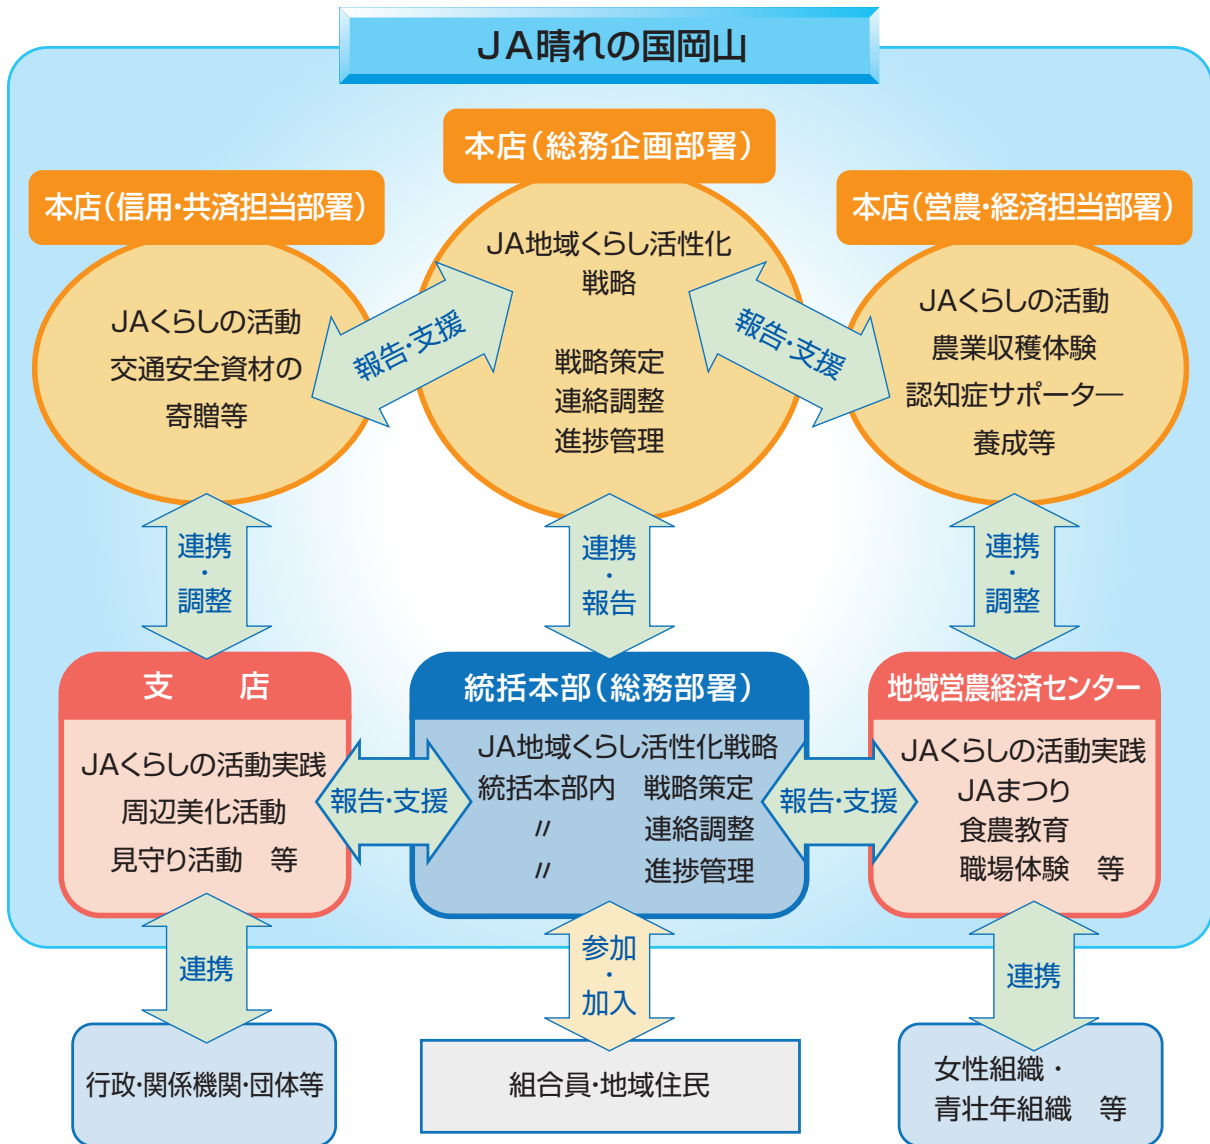 JA晴れの国岡山
本店(総務企画部署)
本店(信用・共済担当部署)
本店(営農・経済担当部署)
JA地域くらし活性化
戦略
戦略策定
連絡調整
進捗管理
JAくらしの活動
交通安全資材の
寄贈等
JAくらしの活動
農業収穫体験
認知症サポーター
養成等
報告・支援
報告・支援
連携
・
調整
連携
・
報告
連携
・
調整
支　店
JAくらしの活動実践
周辺美化活動
見守り活動　等
報告・支援
統括本部(総務部署)
JA地域くらし活性化戦略
統括本部内　戦略策定
〃　連絡調整
〃　進捗管理
報告・支援
地域営農経済センター
JAくらしの活動実践
JAまつり
食農教育
職場体験　等
連携
参加
・
加入
連携
行政・関係機関・団体等
組合員・地域住民
女性組織・
青壮年組織　等